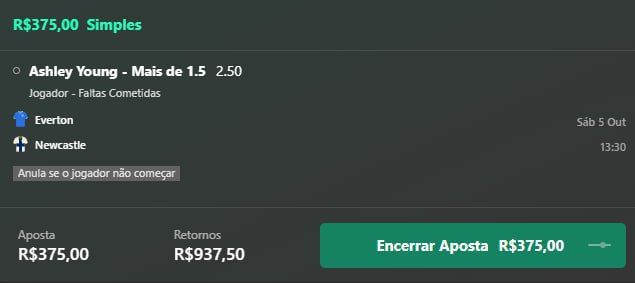 R$375,00 Simples
Ashley Young - Mais de 1.5 2.50
Jogador - Faltas Cometidas
Everton
Sáb 5 Out
Newcastle
13:30
Anula se o jogador não começar
Aposta
Retornos
R$375,00
R$937,50
Encerrar Aposta R$375,00